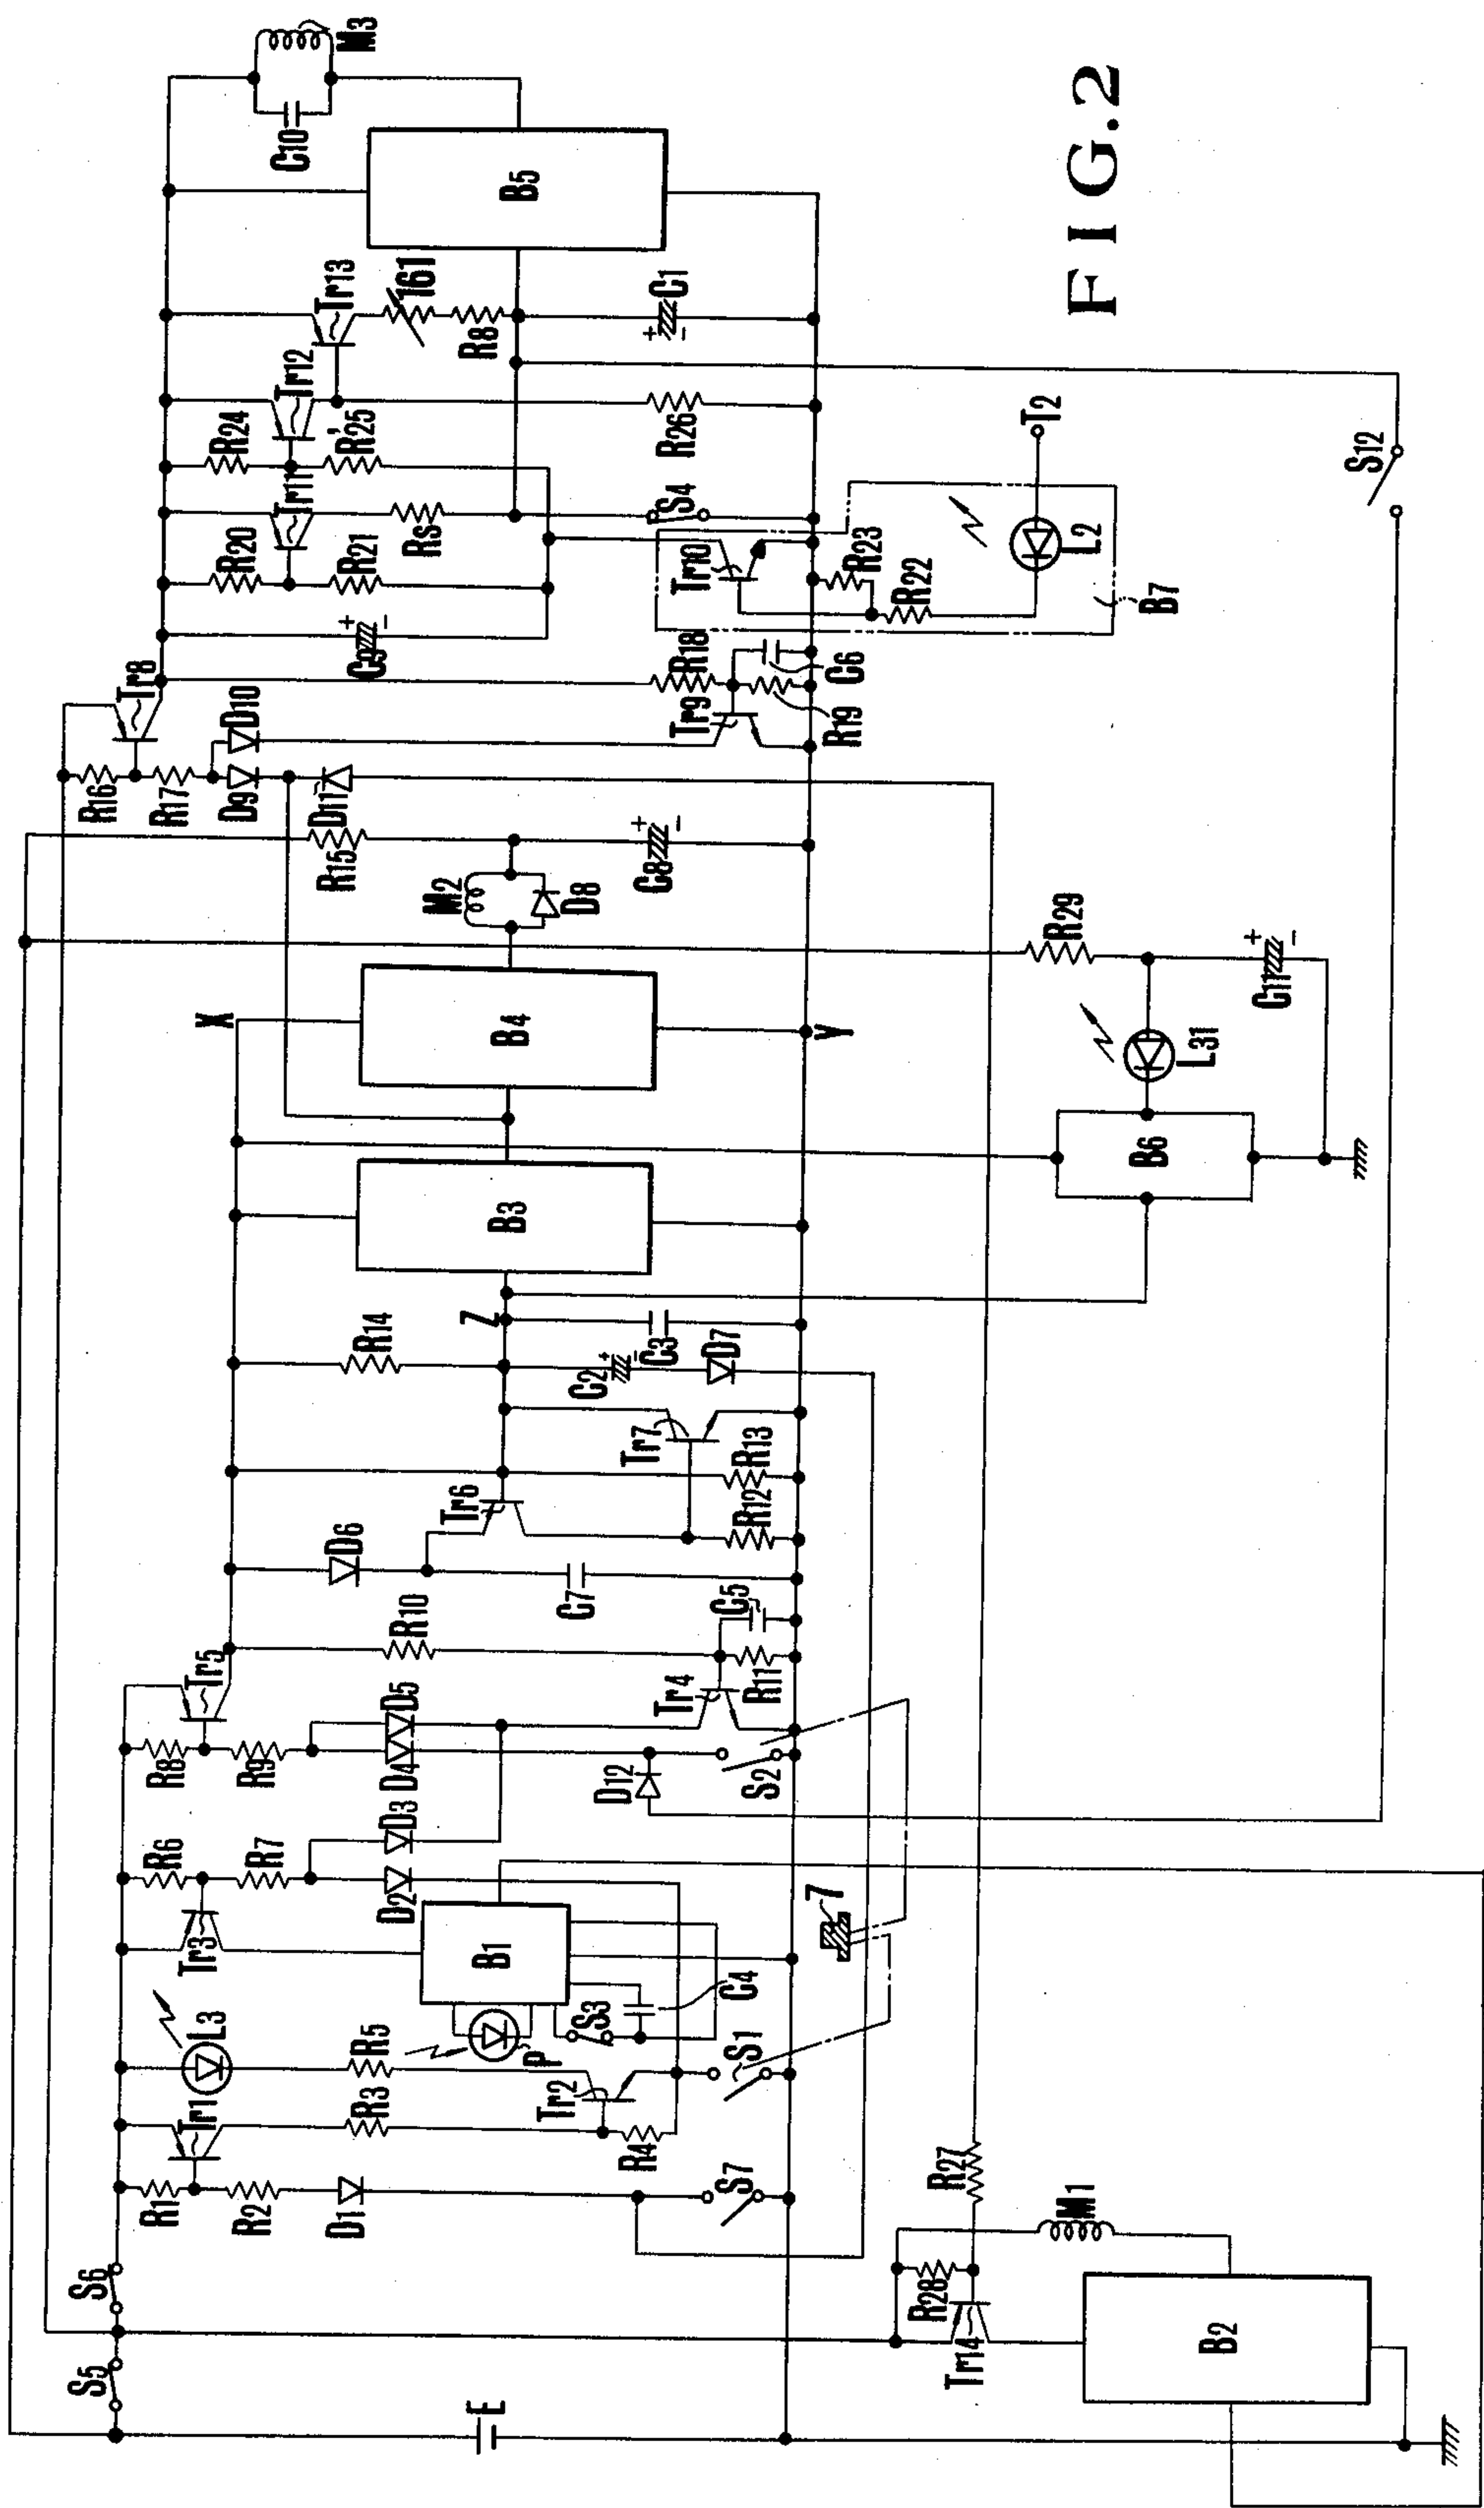 FIG.2
S5
S6
E
R1
R2
D1
S7
Tr1
R3
R4
Tr2
L3
R5
S1
P
S3
C4
B1
Tr3
R6
R7
D2
D3
7
R8
R9
D4
D5
D12
S2
Tr5
Tr4
R10
R11
C5
D6
C7
Tr6
R12
R13
Tr7
R14
C2
+
-
D7
C3
Z
B3
X
B4
Y
M2
D8
R15
C8
+
-
R16
R17
D9
D10
D11
Tr8
Tr9
R18
R19
C6
C9
+
-
R20
R21
Tr11
RS
S4
Tr10
R23
R22
L2
T2
B7
R24
R25'
Tr12
R26
Tr13
161
R8
C1
+
-
B5
C10
M3
S12
R29
C11
+
-
L31
B6
R27
R28
Tr14
M1
B2